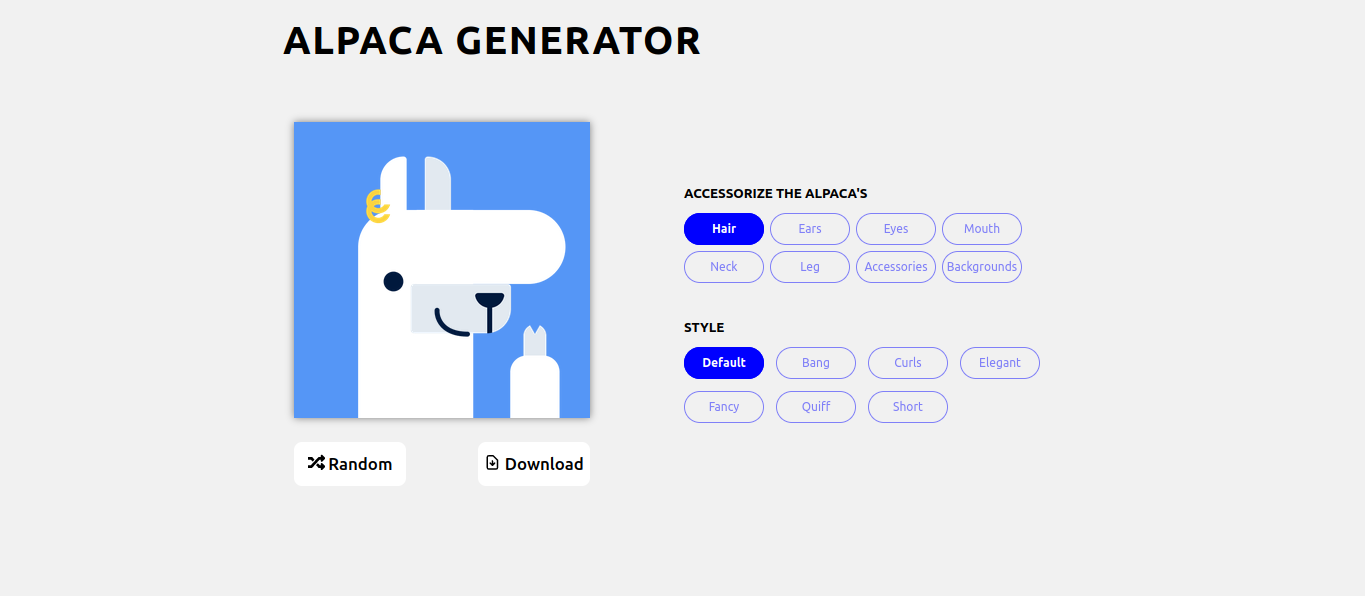 ALPACA GENERATOR
ACCESSORIZE THE ALPACA'S
Hair Ears Eyes Mouth
Neck Leg Accessories Backgrounds
STYLE
Default Bang Curls Elegant
Fancy Quiff Short
Random Download